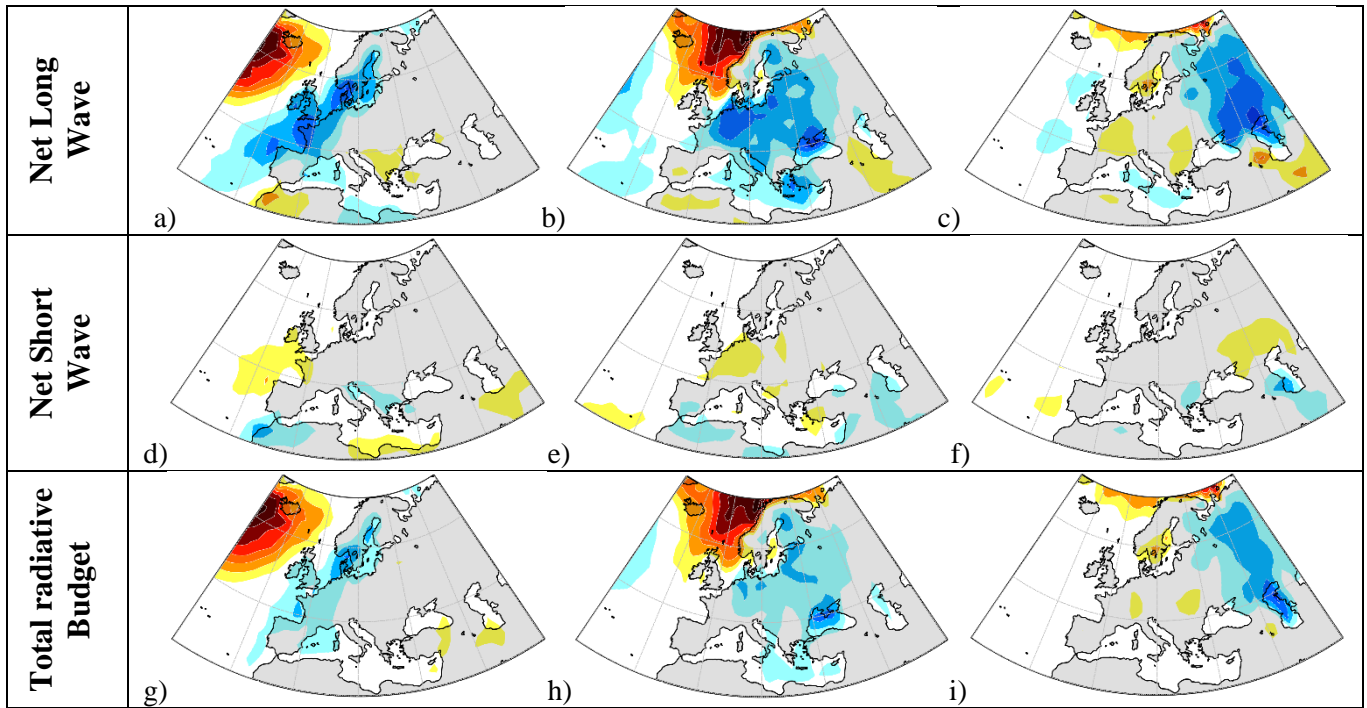 Net Long
Wave
a)
b)
c)
Net Short
Wave
d)
e)
f)
Total radiative
Budget
g)
h)
i)